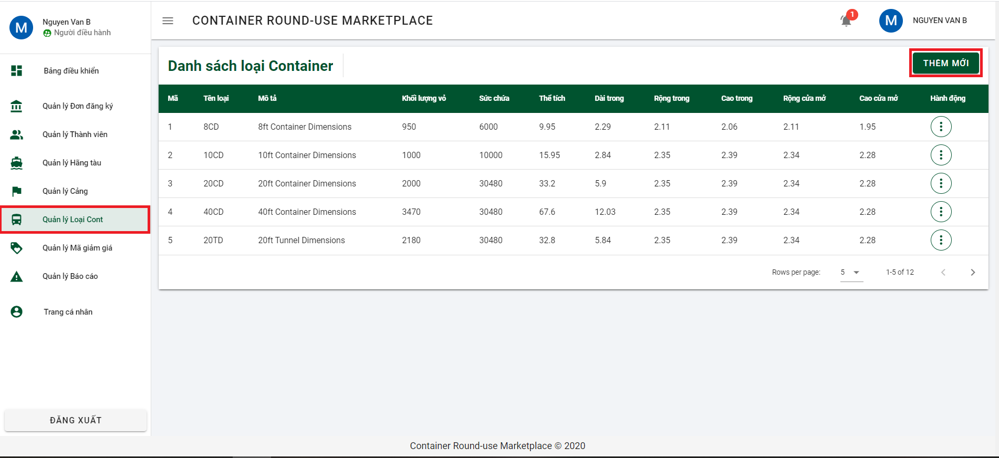 M
Nguyen Van B
Người điều hành
CONTAINER ROUND-USE MARKETPLACE
1
M
NGUYEN VAN B
Bảng điều khiển
Quản lý Đơn đăng ký
Quản lý Thành viên
Quản lý Hãng tàu
Quản lý Cảng
Quản lý Loại Cont
Quản lý Mã giảm giá
Quản lý Báo cáo
Trang cá nhân
ĐĂNG XUẤT
Danh sách loại Container
THÊM MỚI
Mã Tên loại Mô tả Khối lượng vỏ Sức chứa Thể tích Dài trong Rộng trong Cao trong Rộng cửa mở Cao cửa mở Hành động
1 8CD 8ft Container Dimensions 950 6000 9.95 2.29 2.11 2.06 2.11 1.95
2 10CD 10ft Container Dimensions 1000 10000 15.95 2.84 2.35 2.39 2.34 2.28
3 20CD 20ft Container Dimensions 2000 30480 33.2 5.9 2.35 2.39 2.34 2.28
4 40CD 40ft Container Dimensions 3470 30480 67.6 12.03 2.35 2.39 2.34 2.28
5 20TD 20ft Tunnel Dimensions 2180 30480 32.8 5.84 2.35 2.39 2.34 2.28
Rows per page: 5 1-5 of 12
Container Round-use Marketplace © 2020